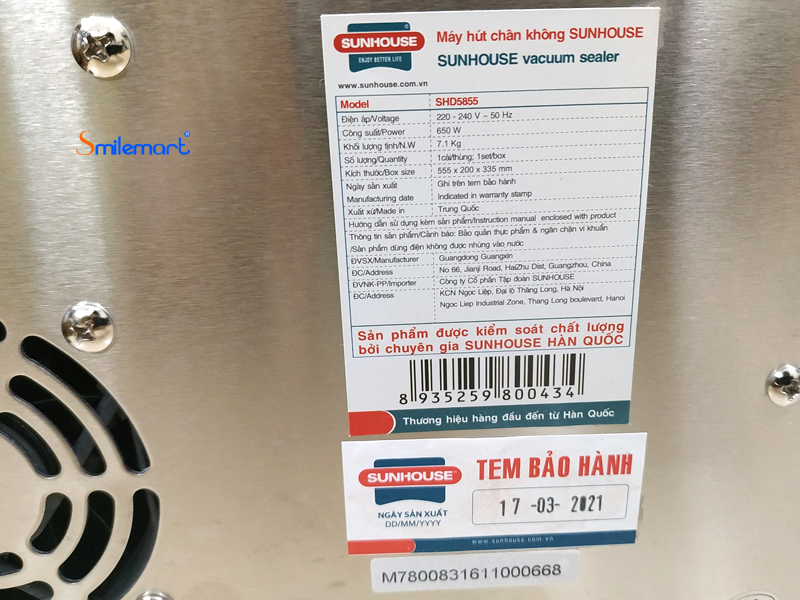 Smilemart®
SUNHOUSE®
ENJOY BETTER LIFE
Máy hút chân không SUNHOUSE
SUNHOUSE vacuum sealer
www.sunhouse.com.vn
Model SHD5855
Điện áp/Voltage 220 - 240 V ~ 50 Hz
Công suất/Power 650 W
Khối lượng tịnh/N.W 7.1 Kg
Số lượng/Quantity 1cái/thùng; 1set/box
Kích thước/Box size 555 x 200 x 335 mm
Ngày sản xuất Ghi trên tem bảo hành
Manufacturing date Indicated in warranty stamp
Xuất xứ/Made in Trung Quốc
Hướng dẫn sử dụng kèm sản phẩm/Instruction manual enclosed with product
Thông tin sản phẩm/Cảnh báo: Bảo quản thực phẩm & ngăn chặn vi khuẩn
/Sản phẩm dùng điện không được nhúng vào nước
ĐVSX/Manufacturer Guangdong Guangxin
ĐC/Address No 66, Jianji Road, HaiZhu Dist, Guangzhou, China
ĐVNK-PP/Importer Công ty Cổ phần Tập đoàn SUNHOUSE
ĐC/Address KCN Ngọc Liệp, Đại lộ Thăng Long, Hà Nội
Ngoc Liep Industrial Zone, Thang Long boulevard, Hanoi
Sản phẩm được kiểm soát chất lượng
bởi chuyên gia SUNHOUSE HÀN QUỐC
8 935259 800434
Thương hiệu hàng đầu đến từ Hàn Quốc
SUNHOUSE
TEM BẢO HÀNH
17 -03- 2021
NGÀY SẢN XUẤT
DD/MM/YYYY
www.sunhouse.com.vn
M7800831611000668